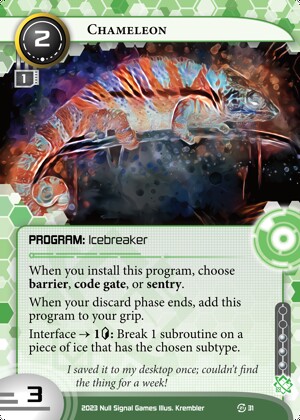 2
CHAMELEON
1
PROGRAM: Icebreaker
When you install this program, choose
barrier, code gate, or sentry.
When your discard phase ends, add this
program to your grip.
Interface → 1: Break 1 subroutine on a
piece of ice that has the chosen subtype.
I saved it to my desktop once; couldn't find
the thing for a week!
3
2023 Null Signal Games Illus. Krembler
31